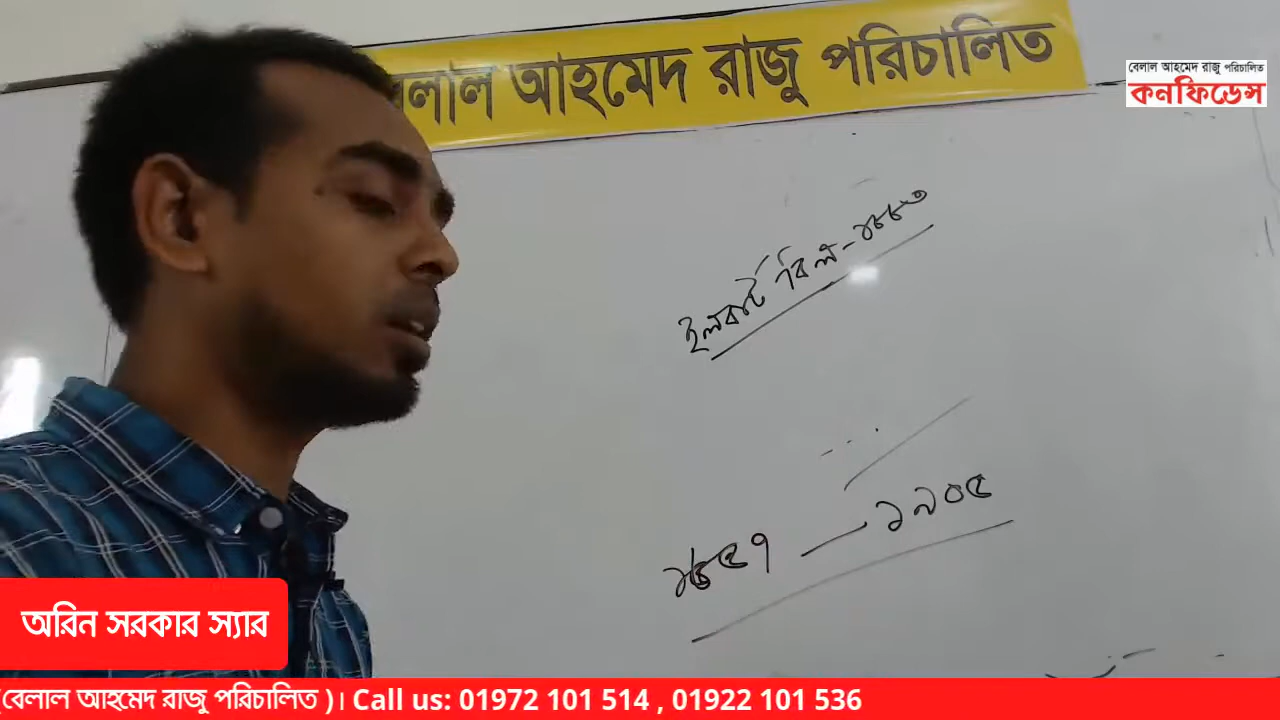 বেলাল আহমেদ রাজু পরিচালিত
বেলাল আহমেদ রাজু পরিচালিত
কনফিডেন্স
ইলবার্ট বিল - ১৮৮৩
১৮৫৭ — ১৯০৫
অরিন সরকার স্যার
(বেলাল আহমেদ রাজু পরিচালিত )। Call us: 01972 101 514 , 01922 101 536